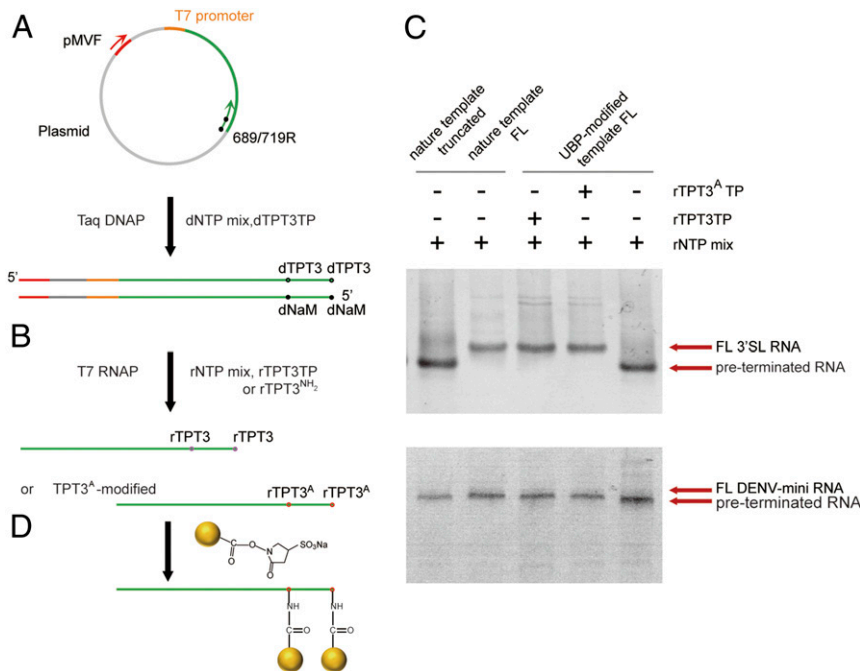 A
T7 promoter
pMVF
Plasmid
689/719R
Taq DNAP
dNTP mix,dTPT3TP
dTPT3 dTPT3
5'
5'
dNaM dNaM
B
T7 RNAP
rNTP mix, rTPT3TP
or rTPT3NH₂
rTPT3 rTPT3
or TPT3ᴬ-modified
rTPT3ᴬ rTPT3ᴬ
D
C O N SO₃Na
O O
NH NH
C=O C=O
C
nature template
truncated
nature template
FL
UBP-modified
template FL
- - - + - rTPT3ᴬ TP
- - + - - rTPT3TP
+ + + + + rNTP mix
FL 3'SL RNA
pre-terminated RNA
FL DENV-mini RNA
pre-terminated RNA